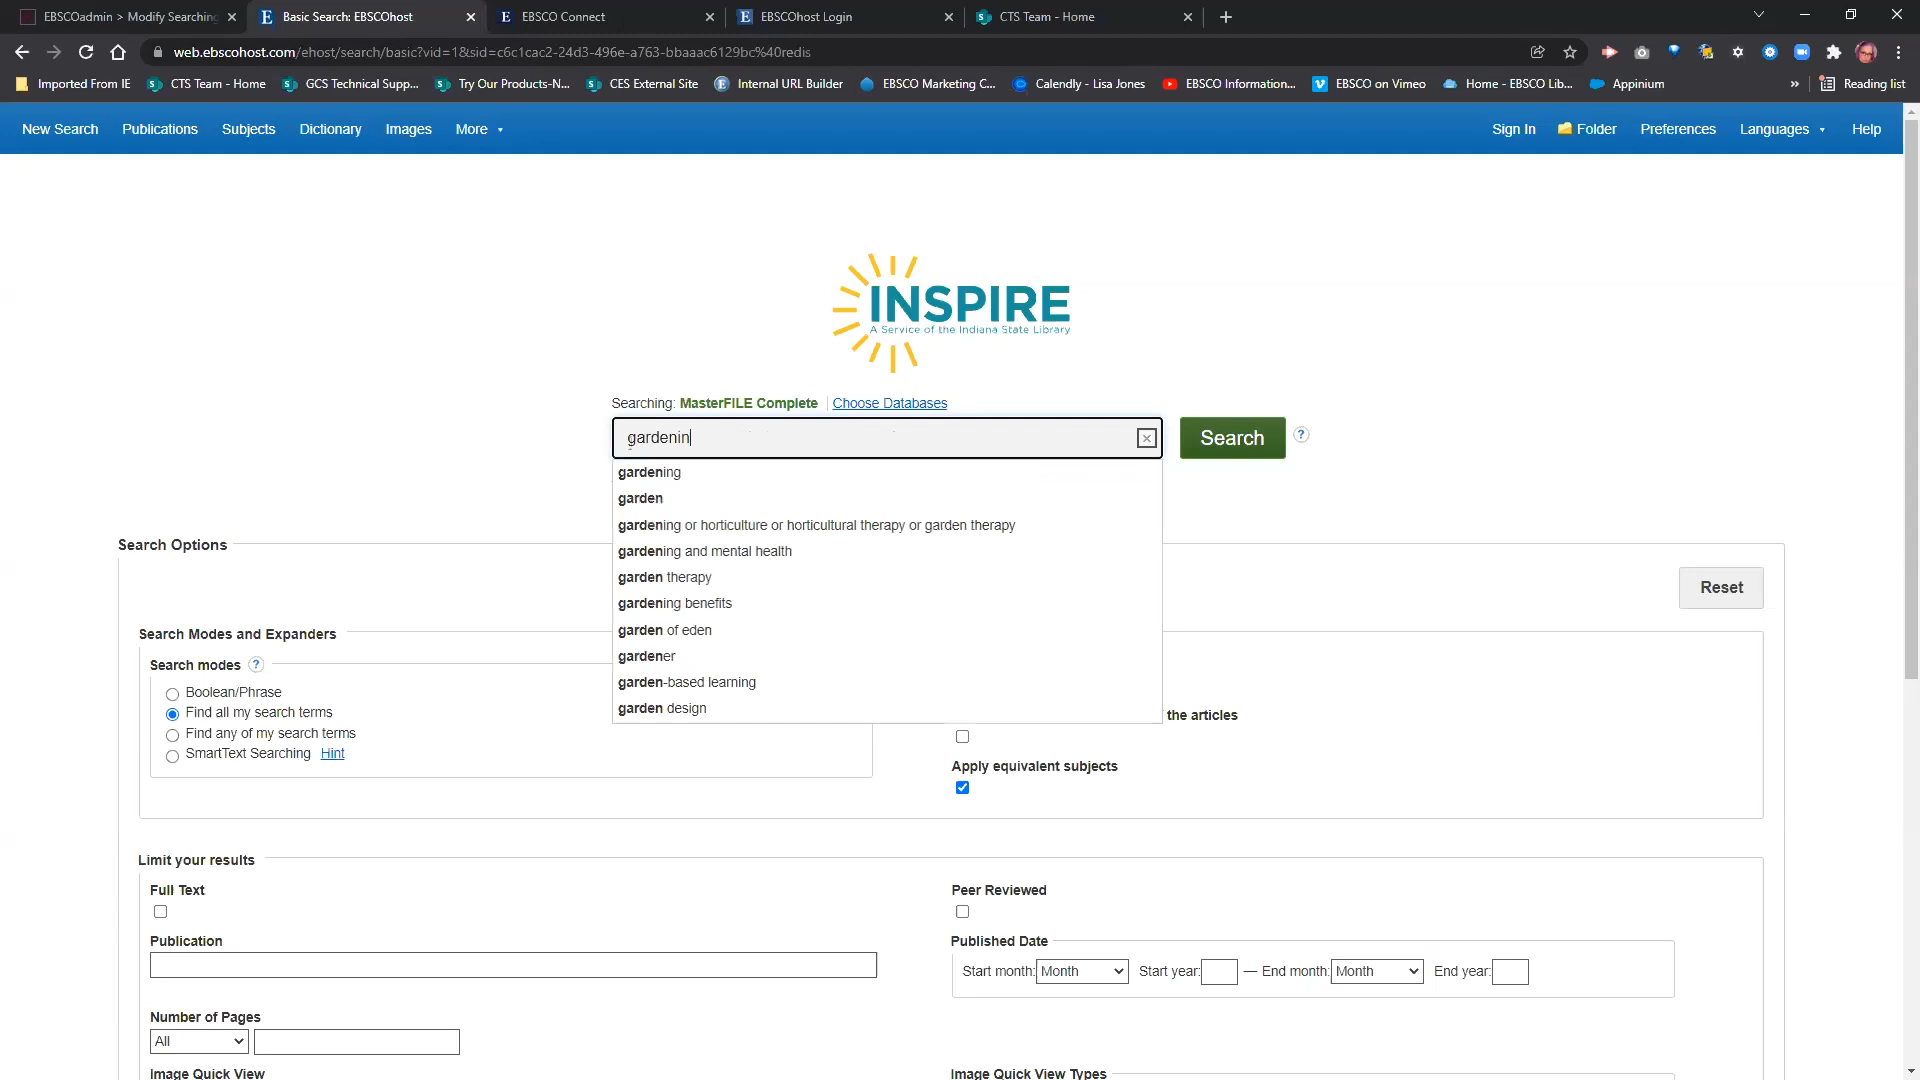 EBSCOadmin > Modify Searching
Basic Search: EBSCOhost
EBSCO Connect
EBSCOhost Login
CTS Team - Home
web.ebscohost.com/ehost/search/basic?vid=1&sid=c6c1cac2-24d3-496e-a763-bbaaac6129bc%40redis
Imported From IE
CTS Team - Home
GCS Technical Supp...
Try Our Products-N...
CES External Site
Internal URL Builder
EBSCO Marketing C...
Calendly - Lisa Jones
EBSCO Information...
EBSCO on Vimeo
Home - EBSCO Lib...
Appinium
»
Reading list
New Search
Publications
Subjects
Dictionary
Images
More
Sign In
Folder
Preferences
Languages
Help
INSPIRE
A Service of the Indiana State Library
Searching: MasterFILE Complete
Choose Databases
gardenin
Search
?
gardening
garden
gardening or horticulture or horticultural therapy or garden therapy
gardening and mental health
garden therapy
gardening benefits
garden of eden
gardener
garden-based learning
garden design
Search Options
Reset
Search Modes and Expanders
Search modes ?
Boolean/Phrase
Find all my search terms
Find any of my search terms
SmartText Searching Hint
the articles
Apply equivalent subjects
Limit your results
Full Text
Peer Reviewed
Publication
Published Date
Start month: Month Start year: — End month: Month End year:
Number of Pages
All
Image Quick View
Image Quick View Types